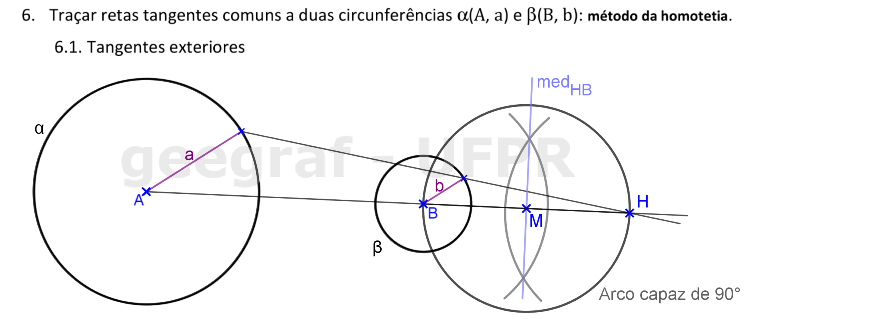 6. Traçar retas tangentes comuns a duas circunferências α(A, a) e β(B, b): método da homotetia.
6.1. Tangentes exteriores
med HB
α
geegraf - UFPR
a
b
A
B
H
M
β
Arco capaz de 90°